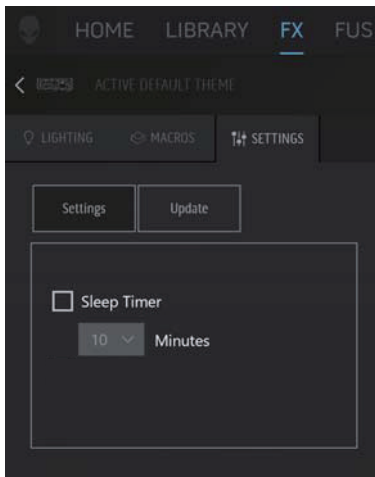 HOME LIBRARY FX FUS
ACTIVE DEFAULT THEME
LIGHTING MACROS SETTINGS
Settings Update
Sleep Timer
10 Minutes